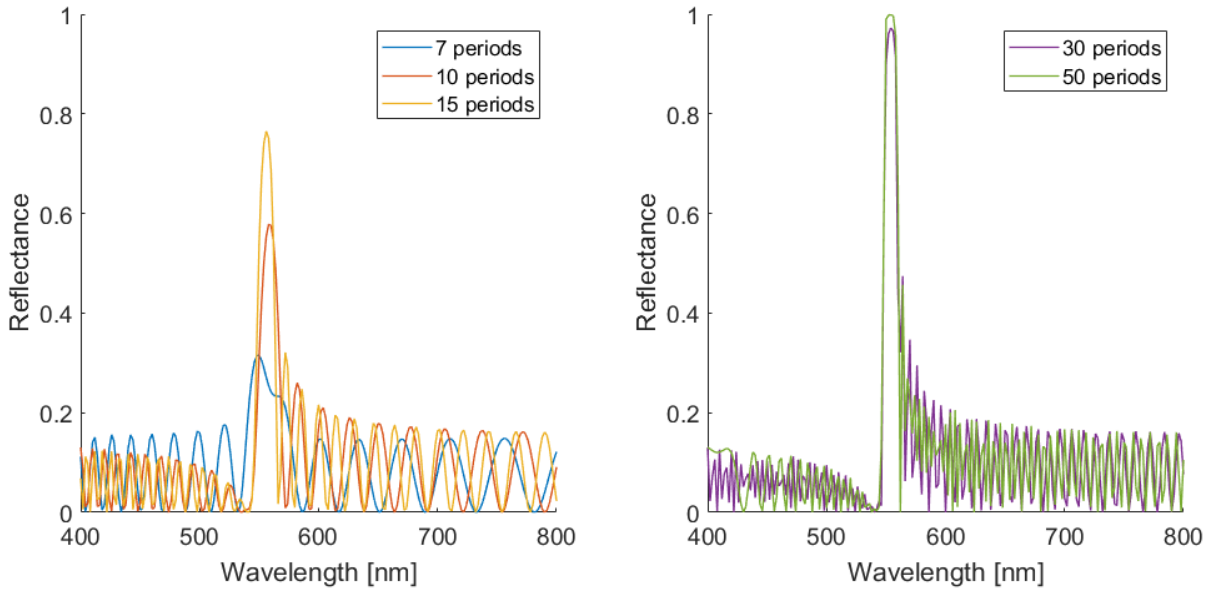 1
0.8
0.6
0.4
0.2
0
Reflectance
400
500
600
700
800
Wavelength [nm]
7 periods
10 periods
15 periods
1
0.8
0.6
0.4
0.2
0
Reflectance
400
500
600
700
800
Wavelength [nm]
30 periods
50 periods